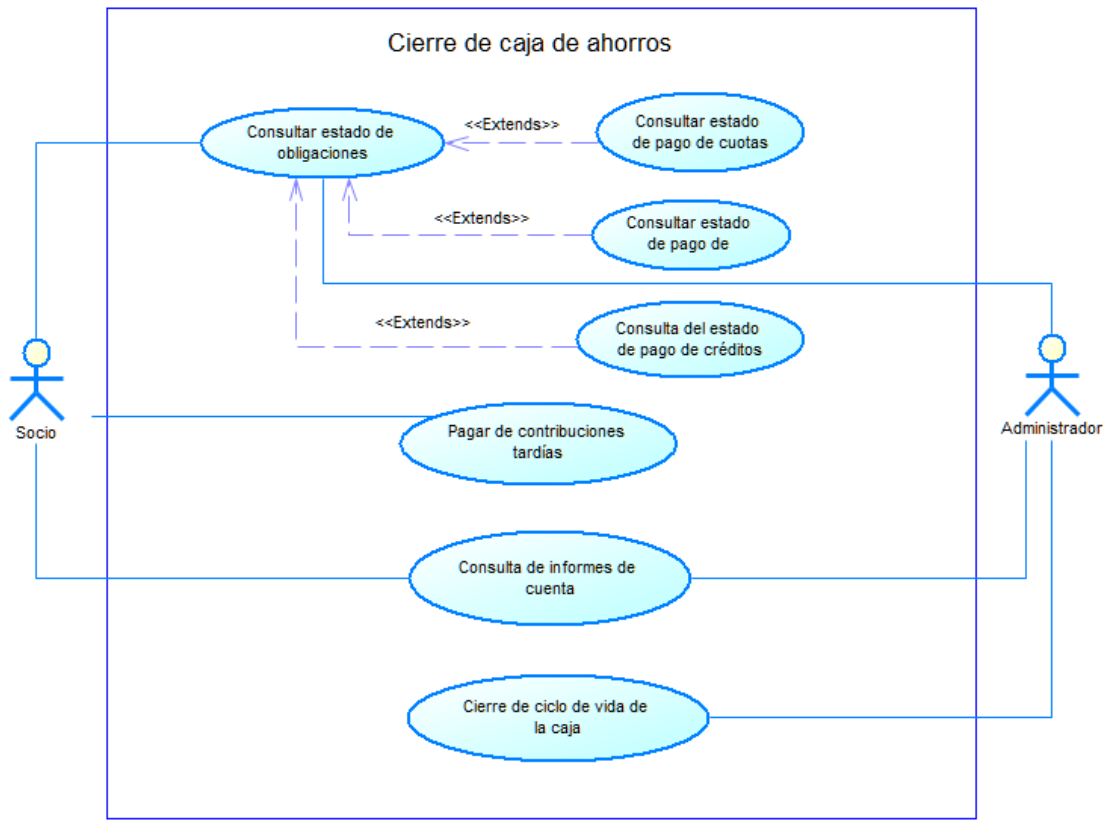 Cierre de caja de ahorros
Consultar estado de
obligaciones
<<Extends>>
Consultar estado
de pago de cuotas
<<Extends>>
Consultar estado
de pago de
<<Extends>>
Consulta del estado
de pago de créditos
Socio
Administrador
Pagar de contribuciones
tardías
Consulta de informes de
cuenta
Cierre de ciclo de vida de
la caja